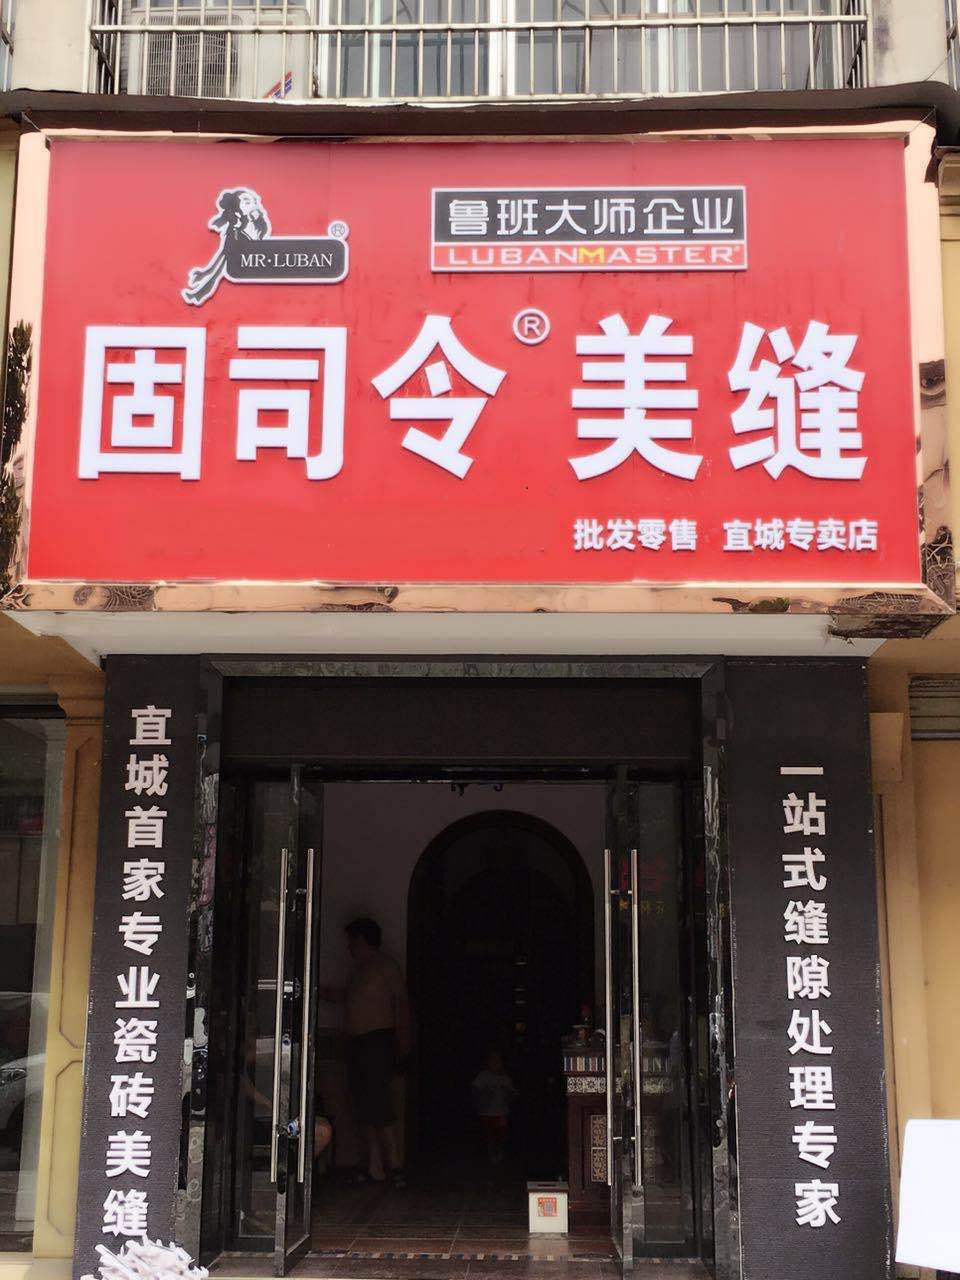 MR·LUBAN®
鲁班大师企业
LUBANMASTER
固司令®美缝
批发零售 宜城专卖店
宜城首家专业瓷砖美缝
一站式缝隙处理专家